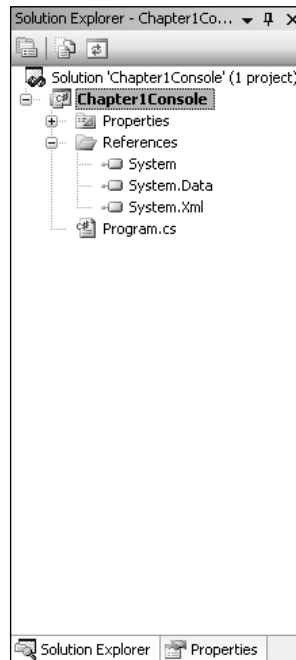 Solution Explorer - Chapter1Co...
Solution 'Chapter1Console' (1 project)
Chapter1Console
Properties
References
System
System.Data
System.Xml
Program.cs
Solution Explorer
Properties